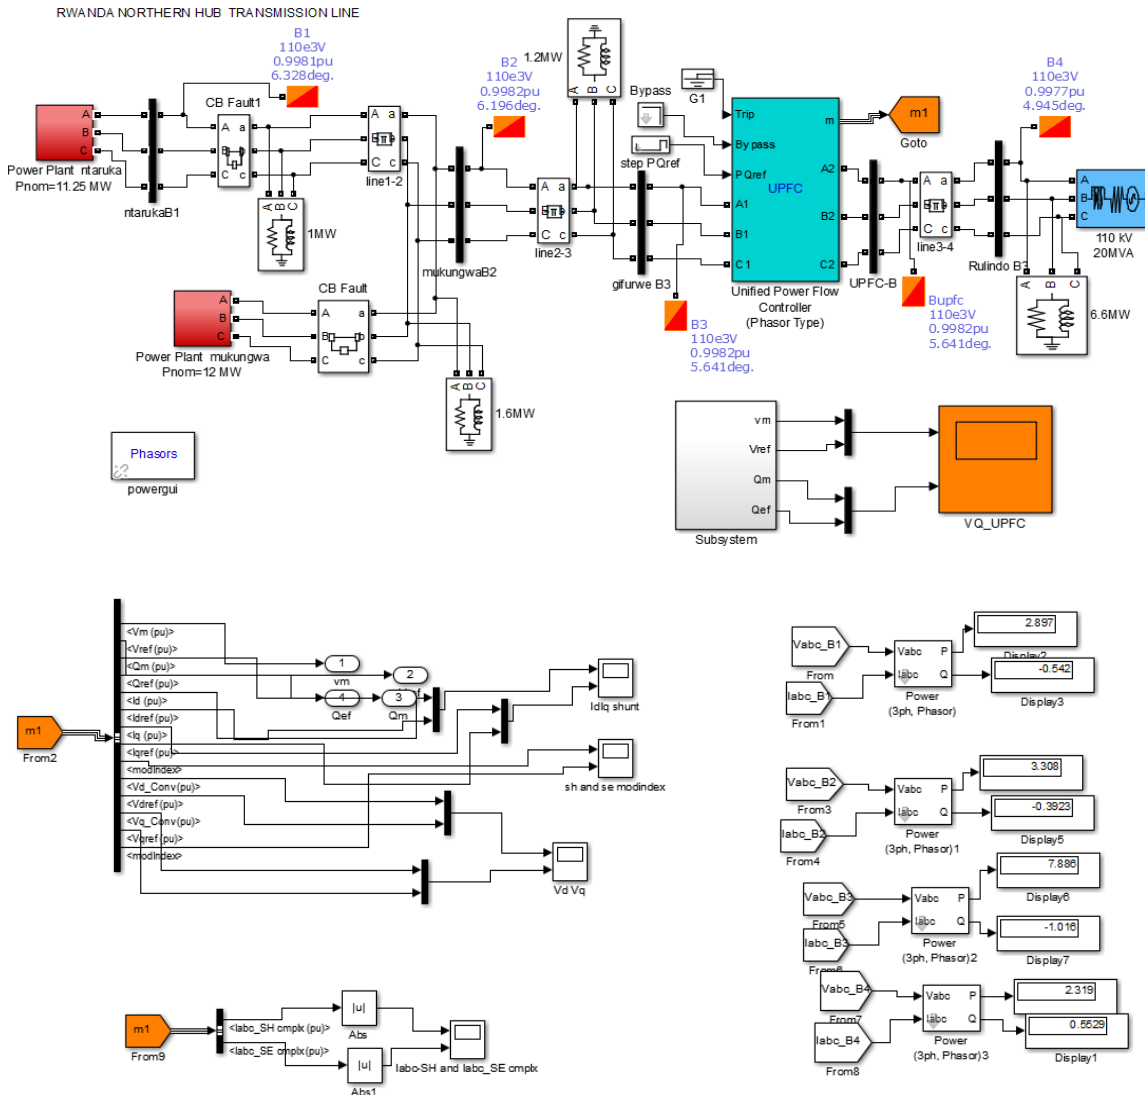 RWANDA NORTHERN HUB TRANSMISSION LINE
B1
110e3V
0.9981pu
6.328deg.
B2
110e3V
0.9982pu
6.196deg.
1.2MW
A B C
G1
Bypass
step PQref
Trip
Bypass
PQref
UPFC
m
A1
B1
C1
A2
B2
C2
Unified Power Flow
Controller
(Phasor Type)
m1
Goto
B4
110e3V
0.9977pu
4.945deg.
A
B
C
Power Plant ntaruka
Pnom=11.25 MW
ntarukaB1
CB Fault1
A a
B b
C c
A B C
1MW
A a
B b
C c
line1-2
mukungwaB2
A a
B b
C c
line2-3
gifurwe B3
B3
110e3V
0.9982pu
5.641deg.
UPFC-B
A a
B b
C c
line3-4
Bupfc
110e3V
0.9982pu
5.641deg.
Rulindo B3
A
B
C
110 kV
20MVA
A B C
6.6MW
A
B
C
Power Plant mukungwa
Pnom=12 MW
CB Fault
A a
B b
C c
A B C
1.6MW
Phasors
powergui
vm
Vref
Qm
Qef
Subsystem
VQ_UPFC
m1
From2
<Vm (pu)>
<Vref (pu)>
<Qm (pu)>
<Qref (pu)>
<Id (pu)>
<Idref (pu)>
<Iq (pu)>
<Iqref (pu)>
<modIndex>
<Vd_Conv(pu)>
<Vdref(pu)>
<Vq_Conv(pu)>
<Vqref (pu)>
<modIndex>
1
vm
2
4
Qef
3
Qm
IdIq shunt
sh and se modindex
Vd Vq
m1
From9
<Iabc_SH cmplx (pu)>
<Iabc_SE cmplx (pu)>
|u|
Abs
|u|
Abs1
Iabc-SH and Iabc_SE cmplx
Vabc_B1
From
Iabc_B1
From1
Vabc P
Iabc Q
Power
(3ph, Phasor)
2.897
Display2
-0.542
Display3
Vabc_B2
From3
Iabc_B2
From4
Vabc P
Iabc Q
Power
(3ph, Phasor)1
3.308
-0.3923
Display5
Vabc_B3
From5
Iabc_B3
From6
Vabc P
Iabc Q
Power
(3ph, Phasor)2
7.886
Display6
-1.016
Display7
Vabc_B4
From7
Iabc_B4
From8
Vabc P
Iabc Q
Power
(3ph, Phasor)3
2.319
0.5529
Display1